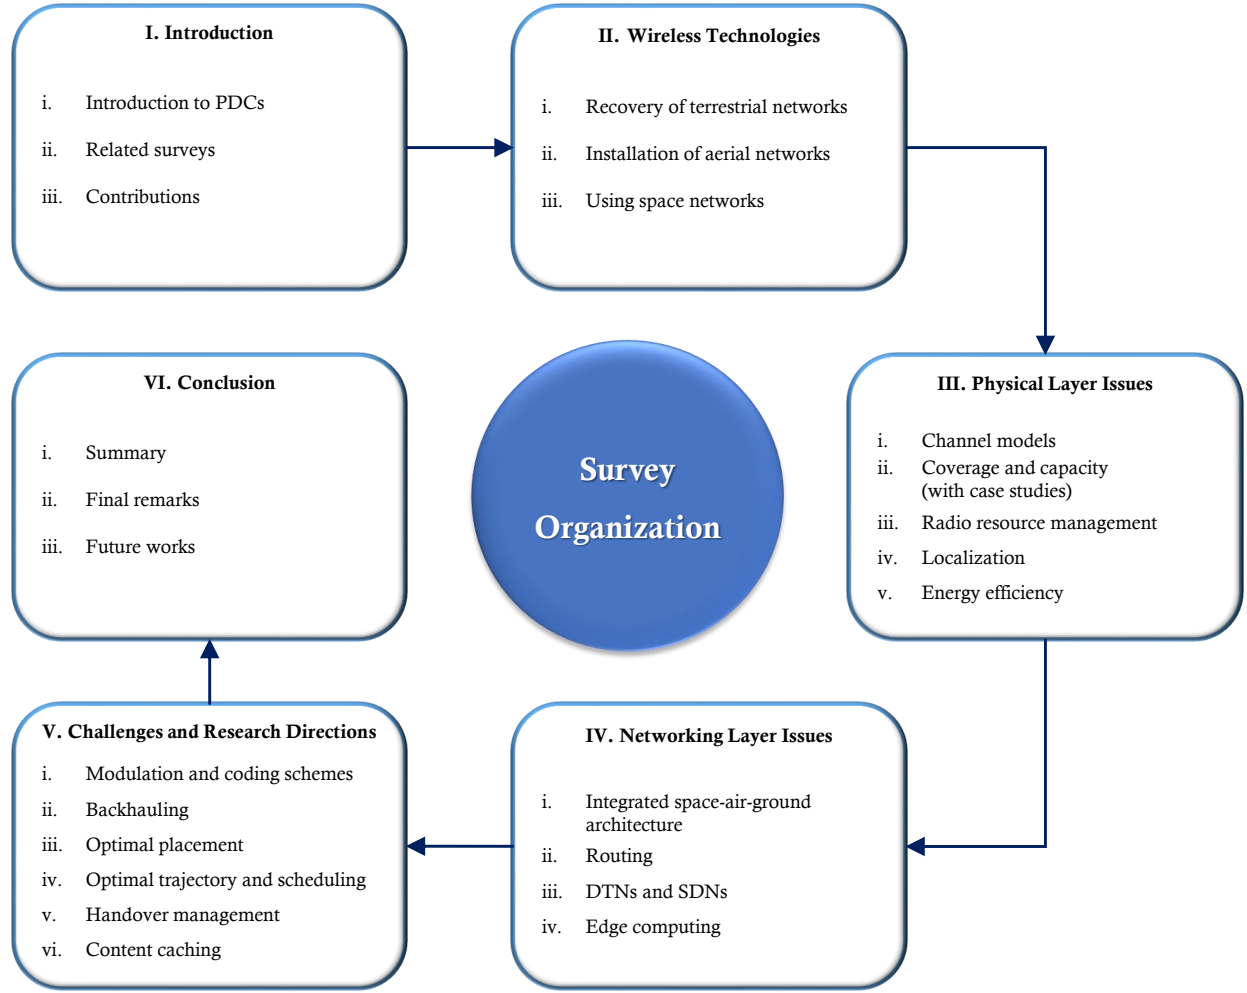 I. Introduction
i. Introduction to PDCs
ii. Related surveys
iii. Contributions
II. Wireless Technologies
i. Recovery of terrestrial networks
ii. Installation of aerial networks
iii. Using space networks
III. Physical Layer Issues
i. Channel models
ii. Coverage and capacity
(with case studies)
iii. Radio resource management
iv. Localization
v. Energy efficiency
Survey
Organization
IV. Networking Layer Issues
i. Integrated space-air-ground
architecture
ii. Routing
iii. DTNs and SDNs
iv. Edge computing
V. Challenges and Research Directions
i. Modulation and coding schemes
ii. Backhauling
iii. Optimal placement
iv. Optimal trajectory and scheduling
v. Handover management
vi. Content caching
VI. Conclusion
i. Summary
ii. Final remarks
iii. Future works